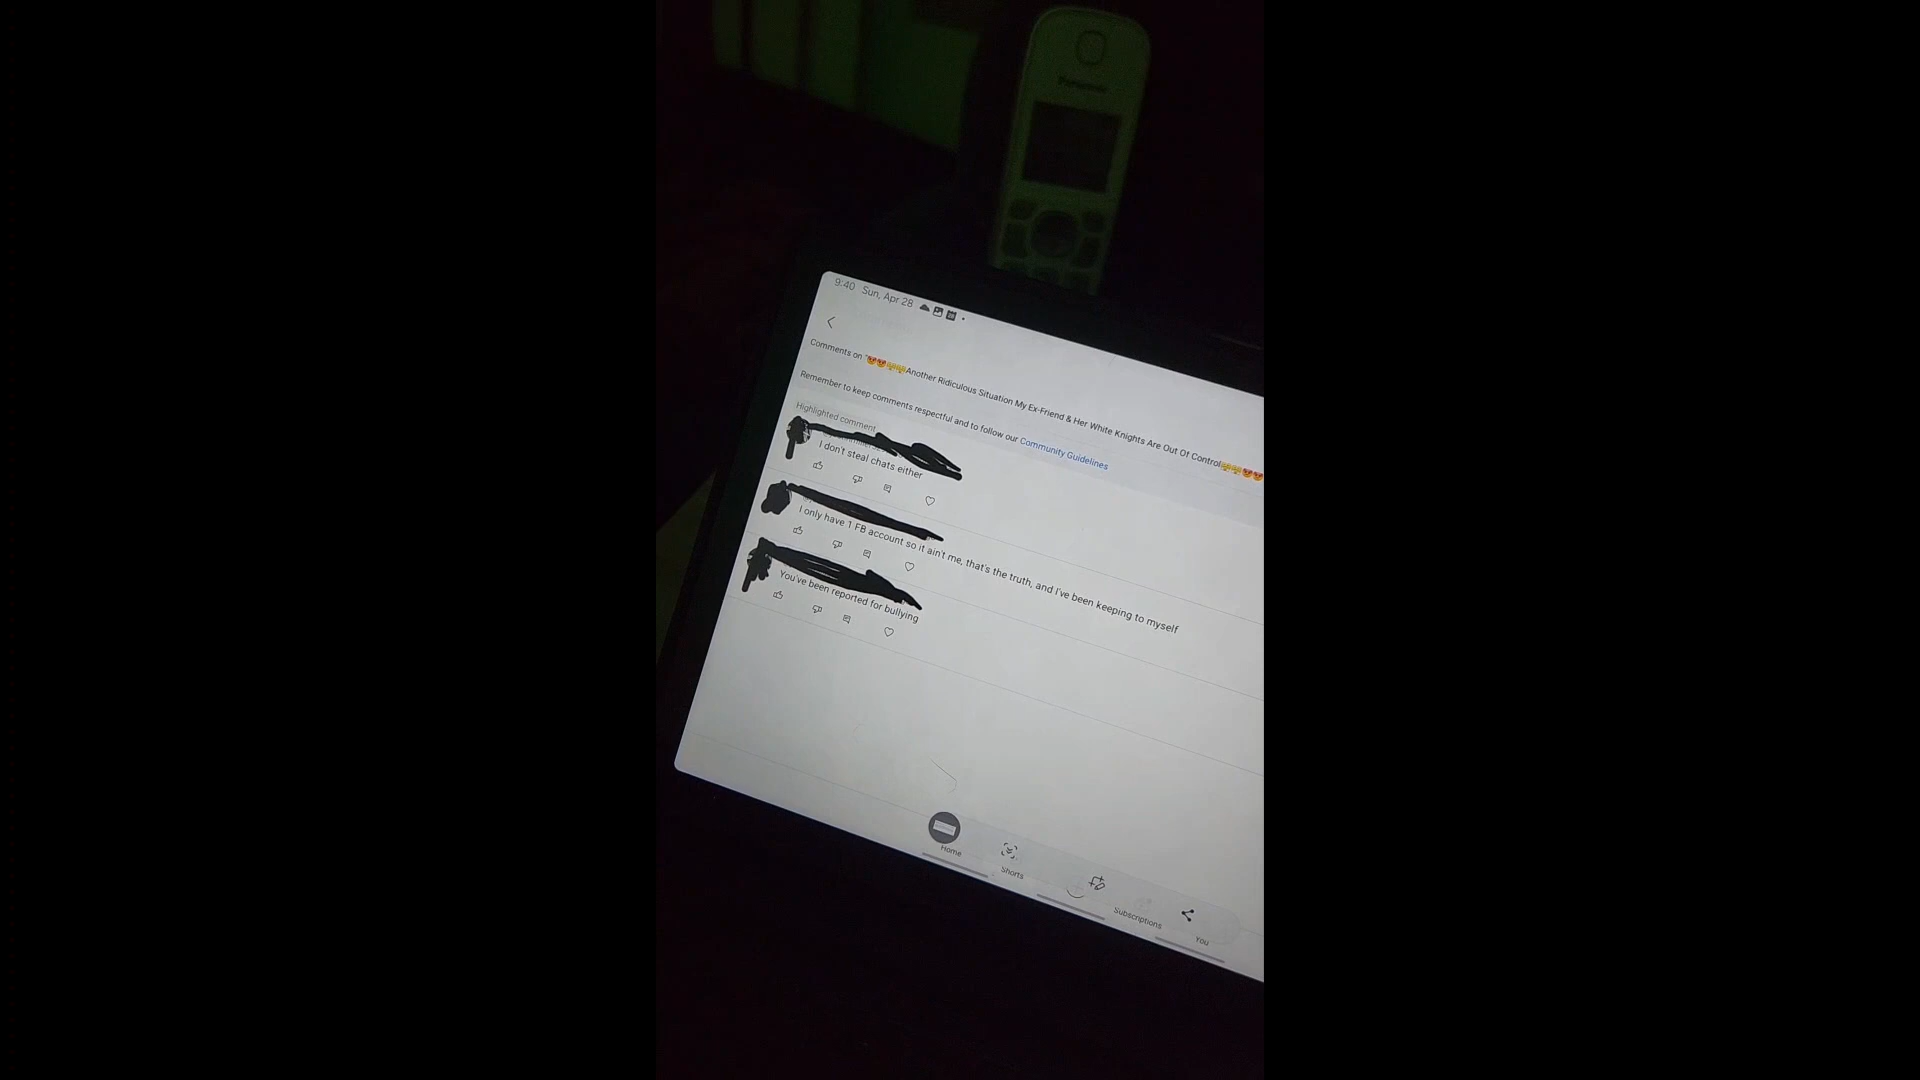 Panasonic
9:40 Sun, Apr 28
Comments on "😡😡🤬🤬Another Ridiculous Situation My Ex-Friend & Her White Knights Are Out Of Control
Remember to keep comments respectful and to follow our Community Guidelines
Highlighted comment
I don't steal chats either
I only have 1 FB account so it ain't me, that's the truth, and I've been keeping to myself
You've been reported for bullying
Home
Shorts
Subscriptions
You